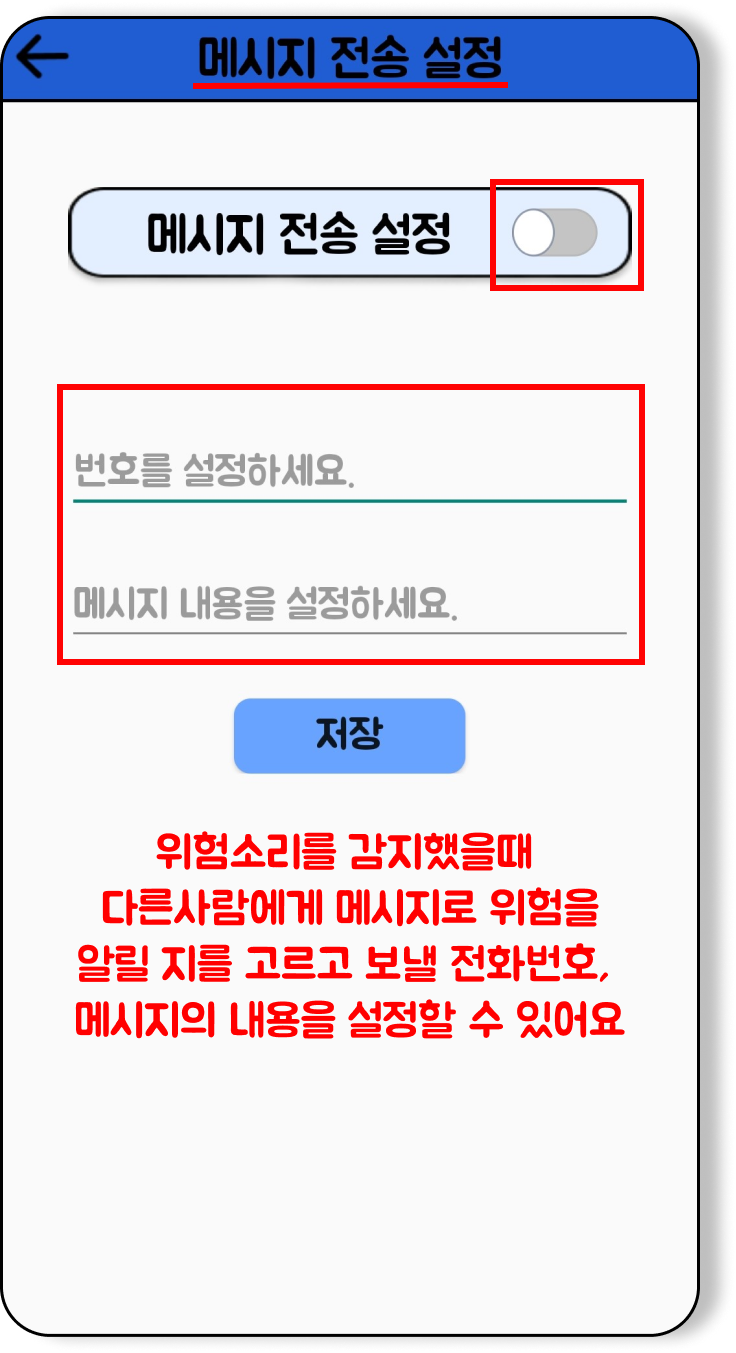 메시지 전송 설정
메시지 전송 설정
번호를 설정하세요.
메시지 내용을 설정하세요.
저장
위험소리를 감지했을때
다른사람에게 메시지로 위험을
알릴 지를 고르고 보낼 전화번호,
메시지의 내용을 설정할 수 있어요